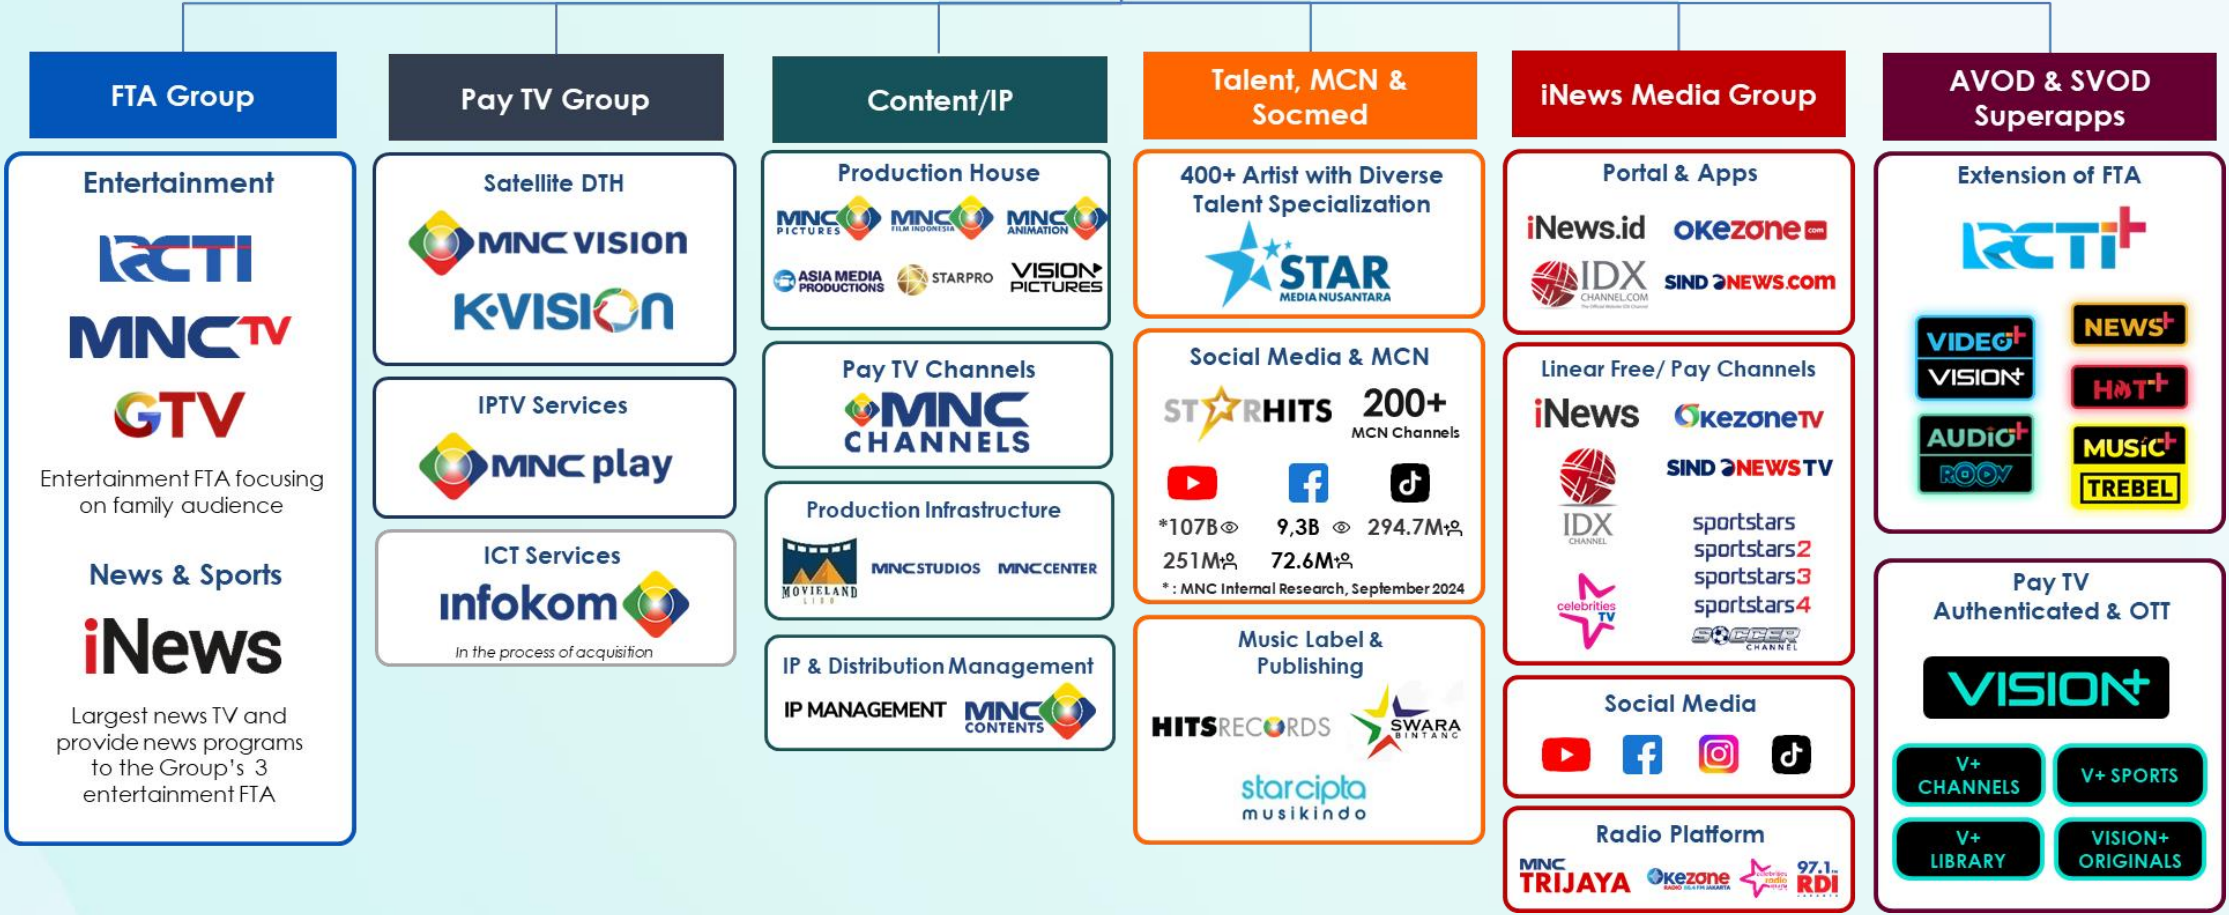 FTA Group
Entertainment
RCTI
MNCTV
GTV
Entertainment FTA focusing
on family audience
News & Sports
iNews
Largest news TV and
provide news programs
to the Group's 3
entertainment FTA
Pay TV Group
Satellite DTH
MNC VISION
K-VISION
IPTV Services
MNC play
ICT Services
infokom
In the process of acquisition
Content/IP
Production House
MNC PICTURES
MNC FILM INDONESIA
MNC ANIMATION
ASIA MEDIA PRODUCTIONS
STARPRO
VISION PICTURES
Pay TV Channels
MNC
CHANNELS
Production Infrastructure
MOVIELAND
LIDO
MNC STUDIOS
MNC CENTER
IP & Distribution Management
IP MANAGEMENT
MNC CONTENTS
Talent, MCN &
Socmed
400+ Artist with Diverse
Talent Specialization
STAR
MEDIA NUSANTARA
Social Media & MCN
STARHITS
200+
MCN Channels
*107B 9,3B 294.7M
251M 72.6M
* : MNC Internal Research, September 2024
Music Label &
Publishing
HITSRECORDS
SWARA
BINTANG
starcipta
musikindo
iNews Media Group
Portal & Apps
iNews.id
OKezone com
IDX
CHANNEL.COM
SINDONEWS.com
Linear Free/ Pay Channels
iNews
OkezoneTV
IDX
CHANNEL
SINDONEWS TV
celebrities
TV
sportstars
sportstars2
sportstars3
sportstars4
SOCCER
CHANNEL
Social Media
Radio Platform
MNC
TRIJAYA
Okezone
celebrities
radio
97.1
RDI
AVOD & SVOD
Superapps
Extension of FTA
RCTI+
VIDEO+
VISION+
NEWS+
HOT+
AUDIO+
ROOV
MUSIC+
TREBEL
Pay TV
Authenticated & OTT
VISION+
V+
CHANNELS
V+ SPORTS
V+
LIBRARY
VISION+
ORIGINALS